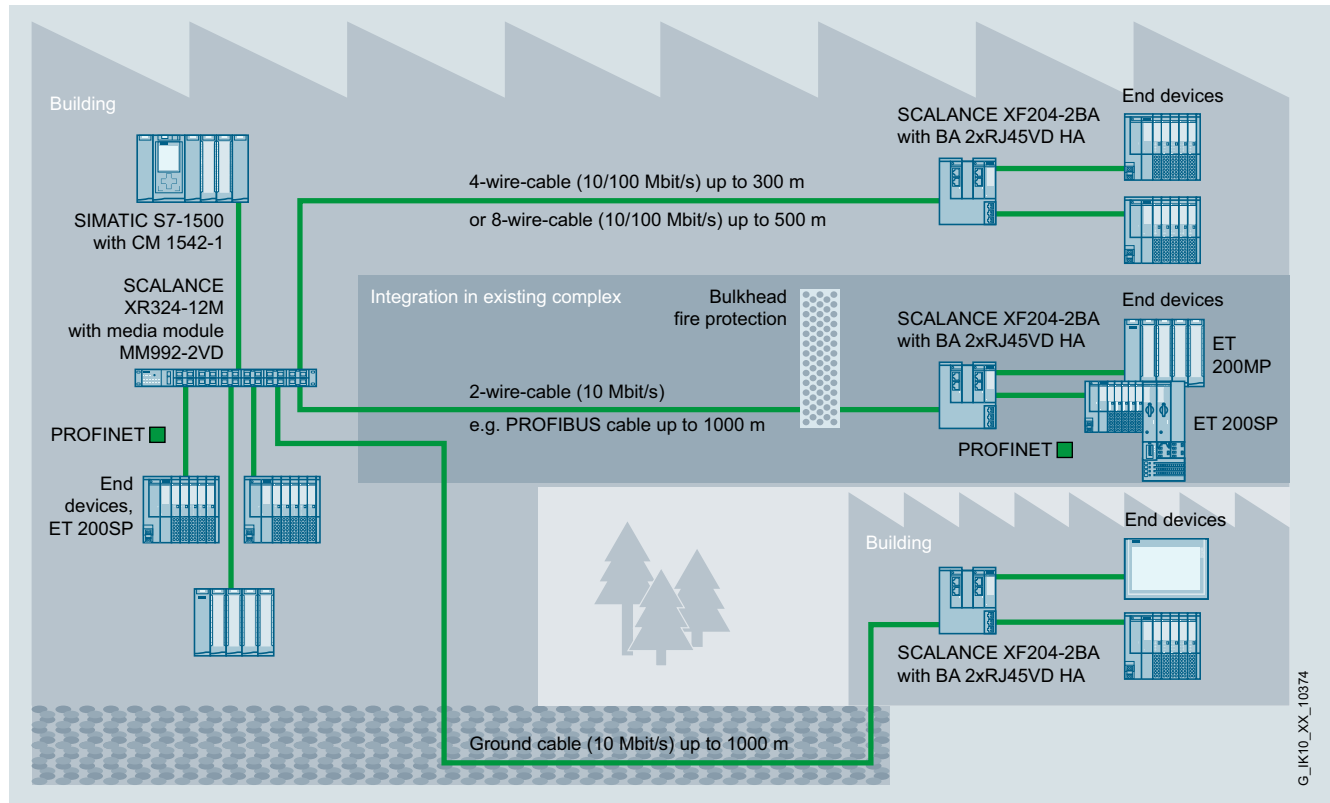 Building
SIMATIC S7-1500
with CM 1542-1
SCALANCE
XR324-12M
with media module
MM992-2VD
PROFINET
End
devices,
ET 200SP
4-wire-cable (10/100 Mbit/s) up to 300 m
or 8-wire-cable (10/100 Mbit/s) up to 500 m
SCALANCE XF204-2BA
with BA 2xRJ45VD HA
End devices
Integration in existing complex
Bulkhead
fire protection
2-wire-cable (10 Mbit/s)
e.g. PROFIBUS cable up to 1000 m
SCALANCE XF204-2BA
with BA 2xRJ45VD HA
End devices
ET
200MP
ET 200SP
PROFINET
Building
End devices
SCALANCE XF204-2BA
with BA 2xRJ45VD HA
Ground cable (10 Mbit/s) up to 1000 m
G_IK10_XX_10374